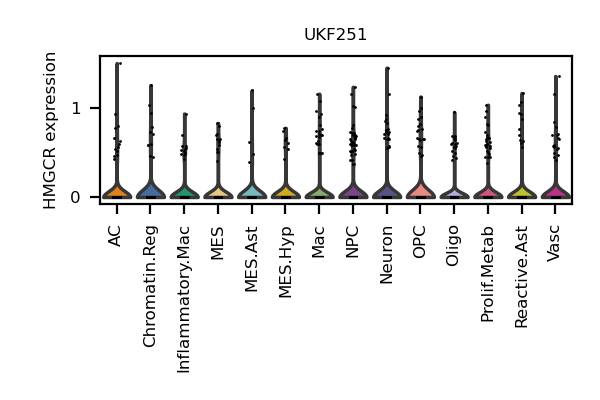 UKF251
HMGCR expression
1
0
AC
Chromatin.Reg
Inflammatory.Mac
MES
MES.Ast
MES.Hyp
Mac
NPC
Neuron
OPC
Oligo
Prolif.Metab
Reactive.Ast
Vasc